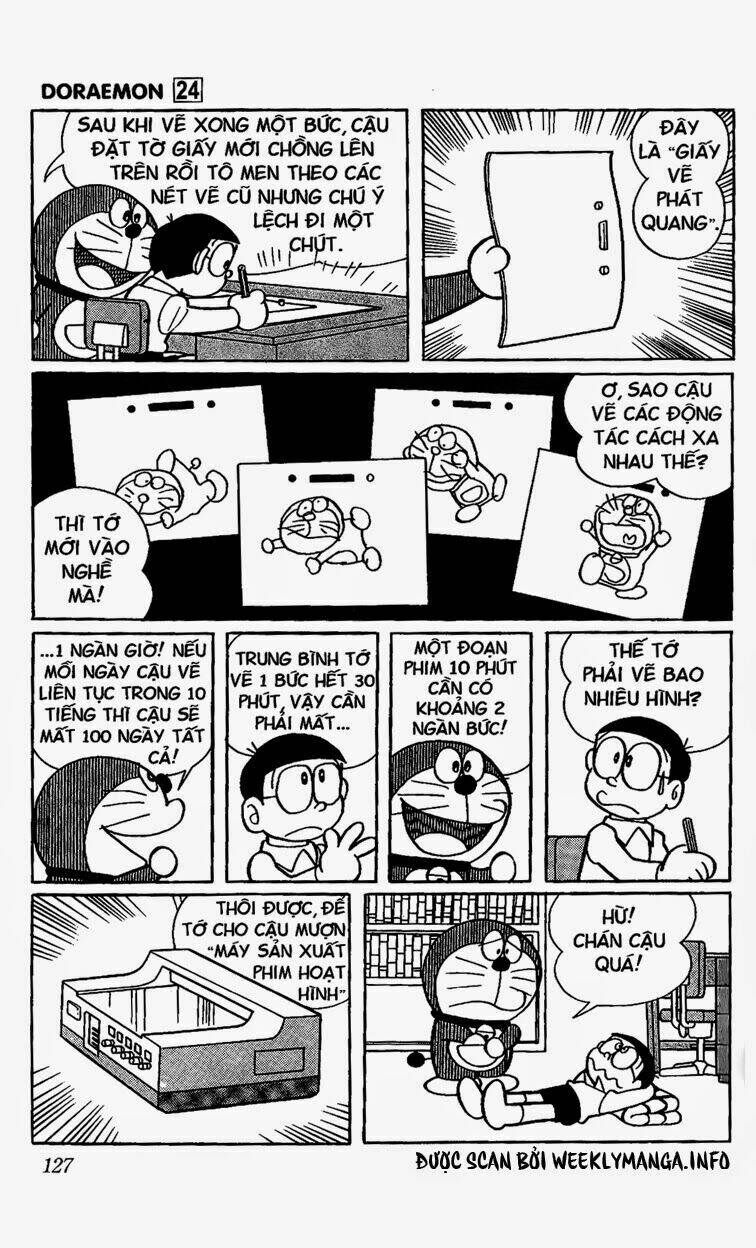 DORAEMON 24
ĐÂY
LÀ "GIẤY
VẼ
PHÁT
QUANG".
SAU KHI VẼ XONG MỘT BỨC, CẬU
ĐẶT TỜ GIẤY MỚI CHỒNG LÊN
TRÊN RỒI TÔ MEN THEO CÁC
NÉT VẼ CŨ NHƯNG CHÚ Ý
LỆCH ĐI MỘT
CHÚT.
Ơ, SAO CẬU
VẼ CÁC ĐỘNG
TÁC CÁCH XA
NHAU THẾ?
THÌ TỚ
MỚI VÀO
NGHỀ
MÀ!
THẾ TỚ
PHẢI VẼ BAO
NHIÊU HÌNH?
MỘT ĐOẠN
PHIM 10 PHÚT
CẦN CÓ
KHOẢNG 2
NGÀN BỨC!
TRUNG BÌNH TỚ
VẼ 1 BỨC HẾT 30
PHÚT, VẬY CẦN
PHẢI MẤT...
...1 NGÀN GIỜ! NẾU
MỖI NGÀY CẬU VẼ
LIÊN TỤC TRONG 10
TIẾNG THÌ CẬU SẼ
MẤT 100 NGÀY TẤT
CẢ!
HỪ!
CHÁN CẬU
QUÁ!
THÔI ĐƯỢC, ĐỂ
TỚ CHO CẬU MƯỢN
"MÁY SẢN XUẤT
PHIM HOẠT
HÌNH"
127
ĐƯỢC SCAN BỞI WEEKLYMANGA.INFO